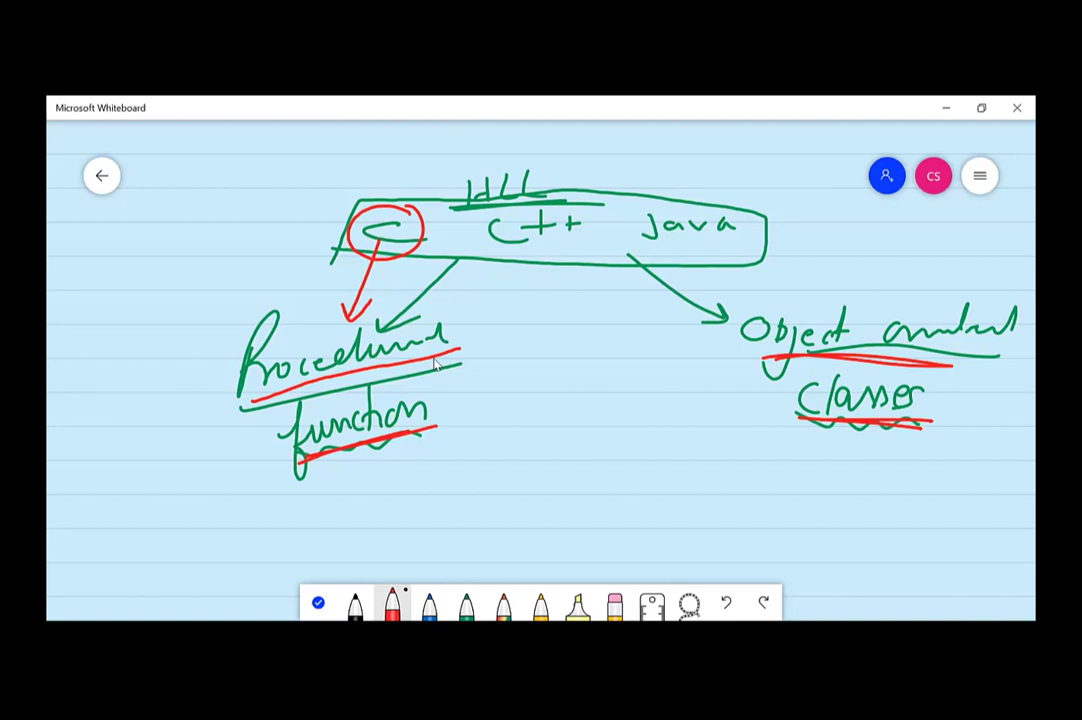 Microsoft Whiteboard
CS
HLL
C C++ Java
Procedural
Object oriented
function
classes